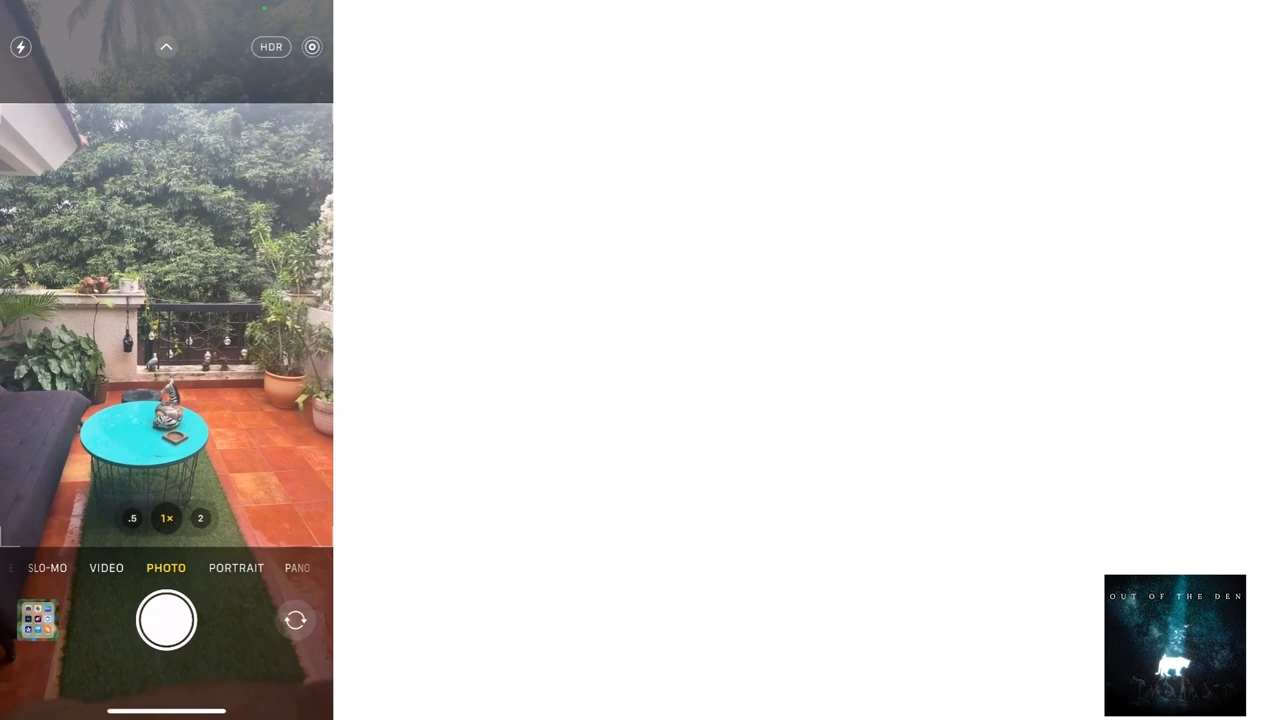 HDR
.5 1× 2
SLO-MO VIDEO PHOTO PORTRAIT PANO
OUT OF THE DEN